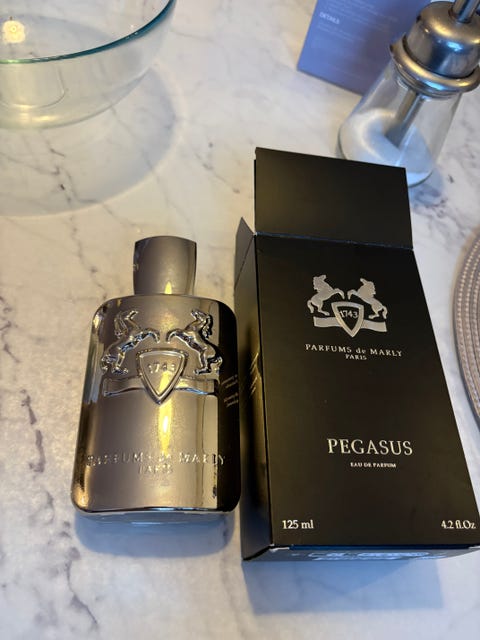 DETAILS
1743
PARFUMS de MARLY
PARIS
PEGASUS
EAU DE PARFUM
125 ml
4.2 fl.Oz
1743
PARFUMS de MARLY
PARIS